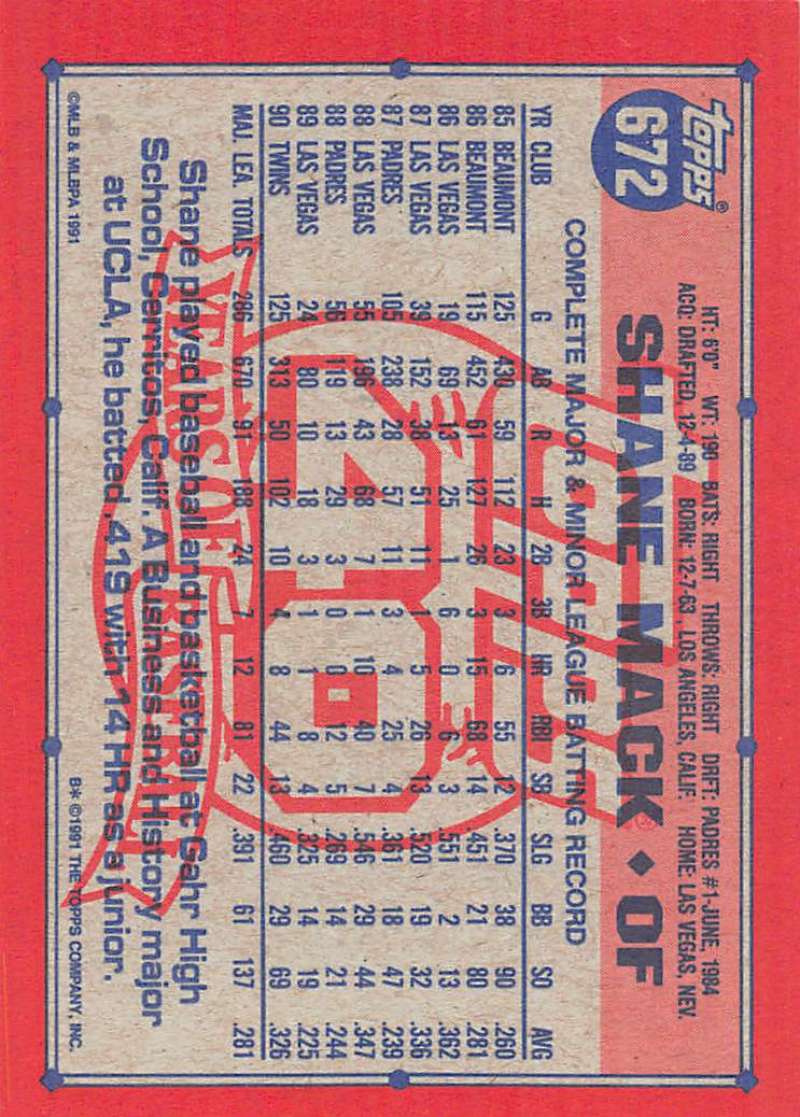 Topps®
672
HT: 6'0" WT: 190 BATS: RIGHT THROWS: RIGHT DRFT: PADRES #1-JUNE, 1984
ACQ: DRAFTED, 12-4-89 BORN: 12-7-63, LOS ANGELES, CALIF. HOME: LAS VEGAS, NEV.
SHANE MACK® ♦ OF
COMPLETE MAJOR & MINOR LEAGUE BATTING RECORD
YR CLUB G AB R H 2B 3B HR RBI SB SLG BB SO AVG
85 BEAUMONT 125 430 59 112 23 3 6 55 12 .370 38 90 .260
86 BEAUMONT 115 452 61 127 26 3 15 68 14 .451 21 80 .281
86 LAS VEGAS 19 69 13 25 1 6 0 6 3 .551 2 13 .362
87 LAS VEGAS 39 152 38 51 11 1 5 26 13 .520 19 32 .336
87 PADRES 105 238 28 57 11 3 4 25 4 .361 18 47 .239
88 LAS VEGAS 55 196 43 68 7 1 10 40 7 .546 29 44 .347
88 PADRES 56 119 13 29 3 0 0 12 5 .269 14 21 .244
89 LAS VEGAS 24 80 10 18 3 1 1 8 4 .325 14 19 .225
90 TWINS 125 313 50 102 10 4 8 44 13 .460 29 69 .326
MAJ. LEA. TOTALS 286 670 91 188 24 7 12 81 22 .391 61 137 .281
Shane played baseball and basketball at Gahr High
School, Cerritos, Calif. A Business and History major
at UCLA, he batted .419 with 14 HR as a junior.
40
YEARS OF BASEBALL
©MLB & MLBPA 1991
B* ©1991 THE TOPPS COMPANY, INC.